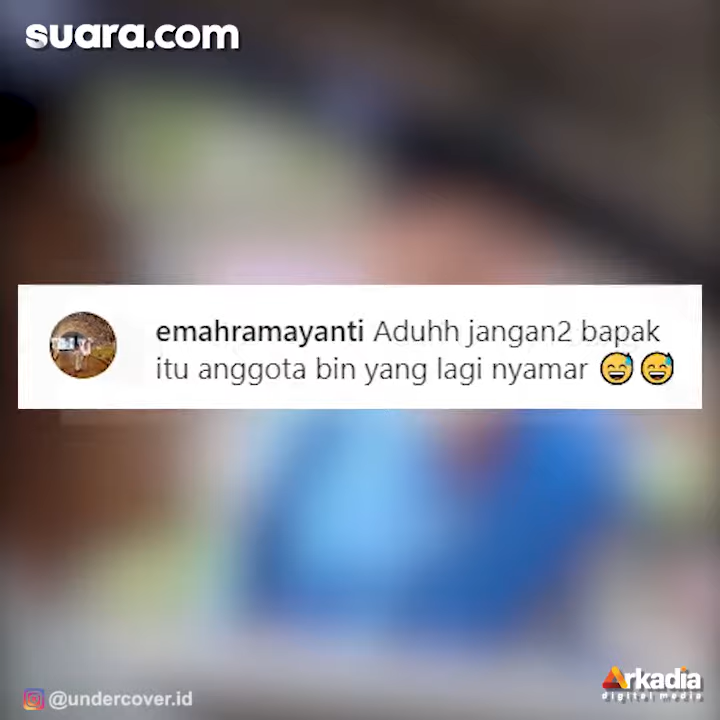 suara.com
emahramayanti Aduhh jangan2 bapak
itu anggota bin yang lagi nyamar 😅😅
@undercover.id
Arkadia
digital media